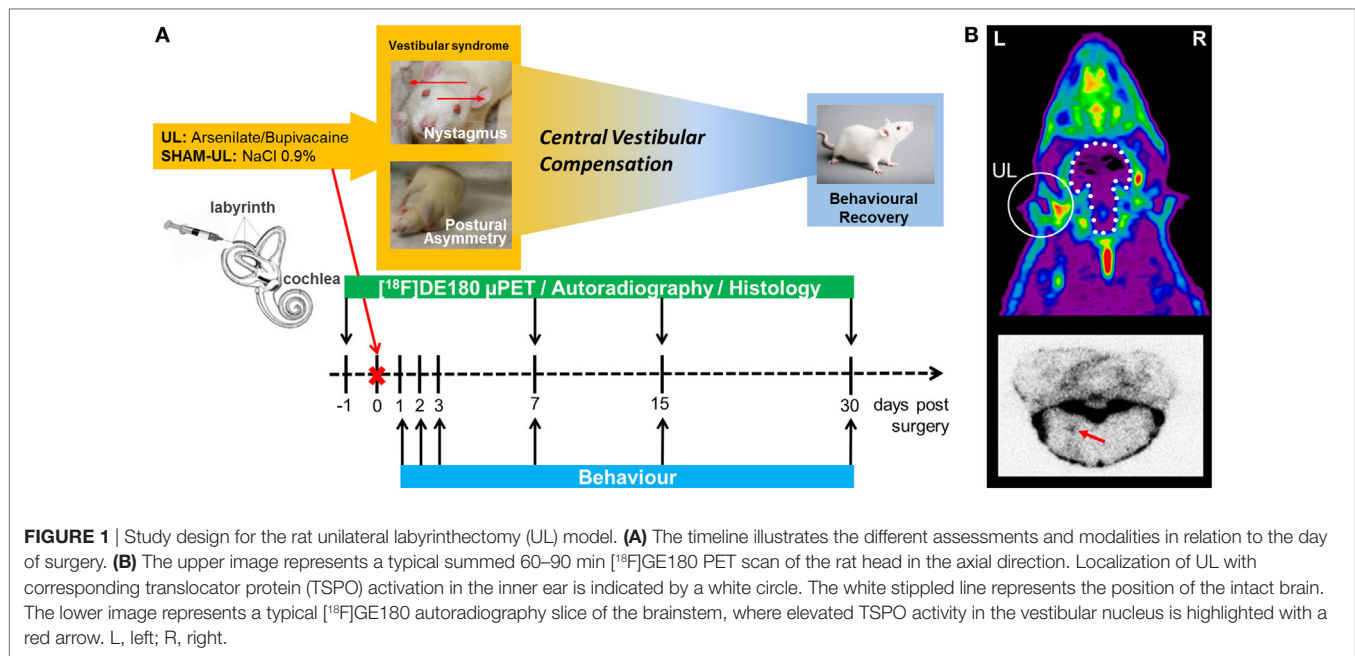 A
B
Vestibular syndrome
Nystagmus
Postural
Asymmetry
UL: Arsenilate/Bupivacaine
SHAM-UL: NaCl 0.9%
Central Vestibular
Compensation
Behavioural
Recovery
labyrinth
cochlea
[¹⁸F]DE180 µPET / Autoradiography / Histology
-1 0 1 2 3 7 15 30 days post
surgery
Behaviour
L R
UL
FIGURE 1 | Study design for the rat unilateral labyrinthectomy (UL) model. (A) The timeline illustrates the different assessments and modalities in relation to the day
of surgery. (B) The upper image represents a typical summed 60–90 min [¹⁸F]GE180 PET scan of the rat head in the axial direction. Localization of UL with
corresponding translocator protein (TSPO) activation in the inner ear is indicated by a white circle. The white stippled line represents the position of the intact brain.
The lower image represents a typical [¹⁸F]GE180 autoradiography slice of the brainstem, where elevated TSPO activity in the vestibular nucleus is highlighted with a
red arrow. L, left; R, right.